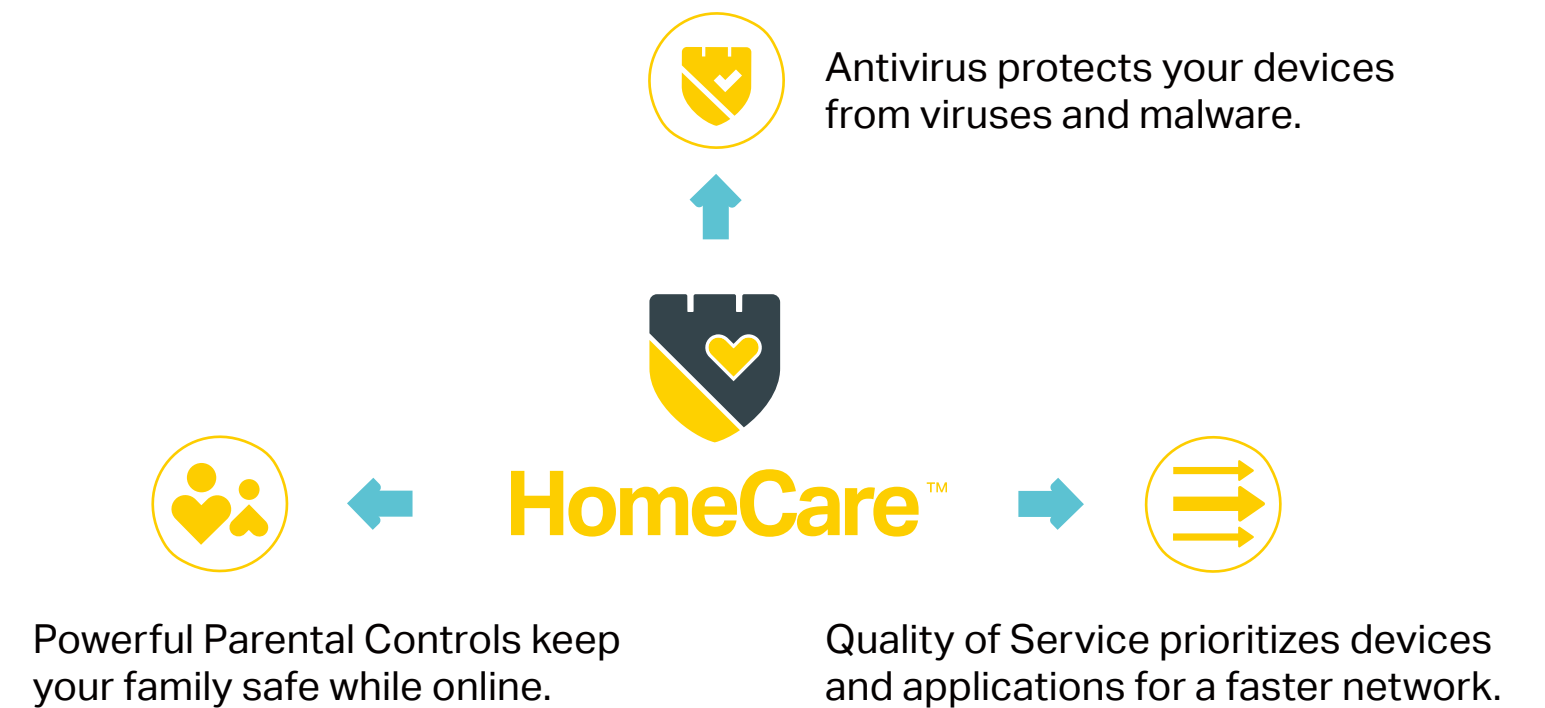 Antivirus protects your devices
from viruses and malware.
HomeCare™
Powerful Parental Controls keep
your family safe while online.
Quality of Service prioritizes devices
and applications for a faster network.